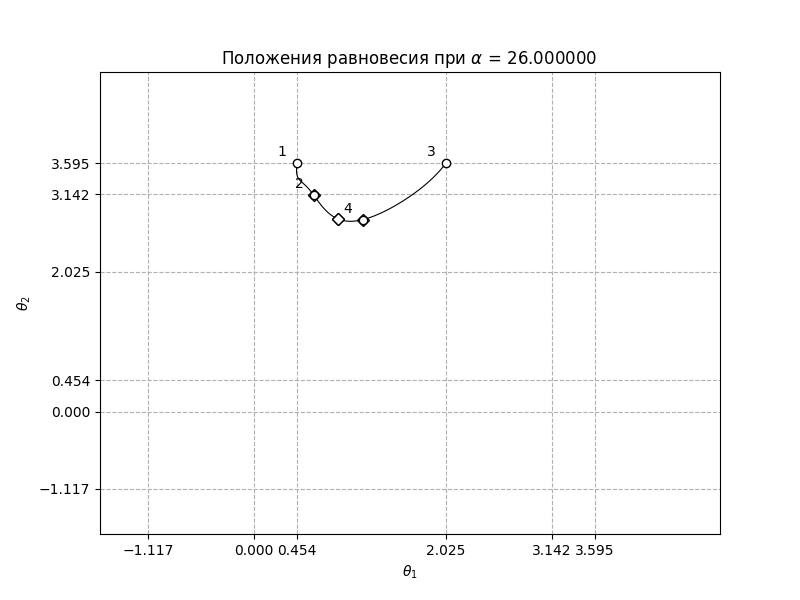 Положения равновесия при α = 26.000000
1
3
3.595
2
3.142
4
2.025
θ₂
0.454
0.000
−1.117
−1.117 0.000 0.454 2.025 3.142 3.595
θ₁